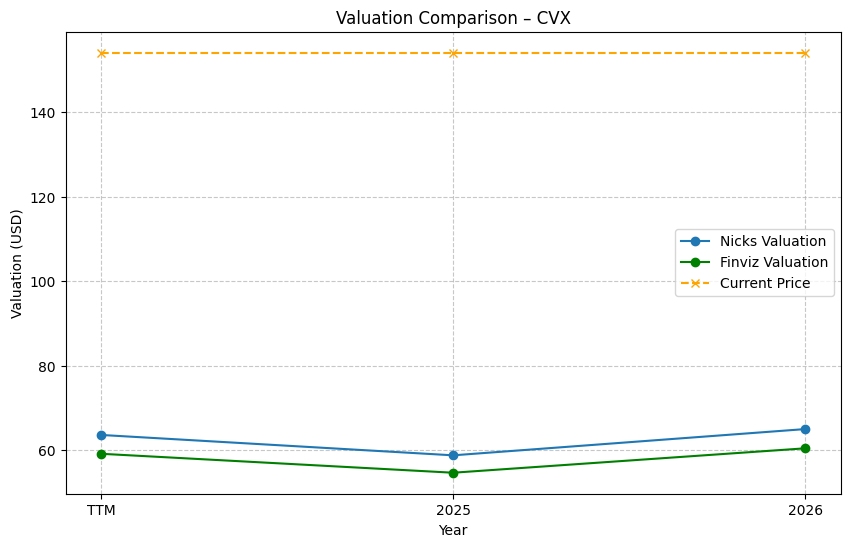 Valuation Comparison – CVX
Valuation (USD)
140
120
100
80
60
Nicks Valuation
Finviz Valuation
Current Price
TTM
2025
2026
Year